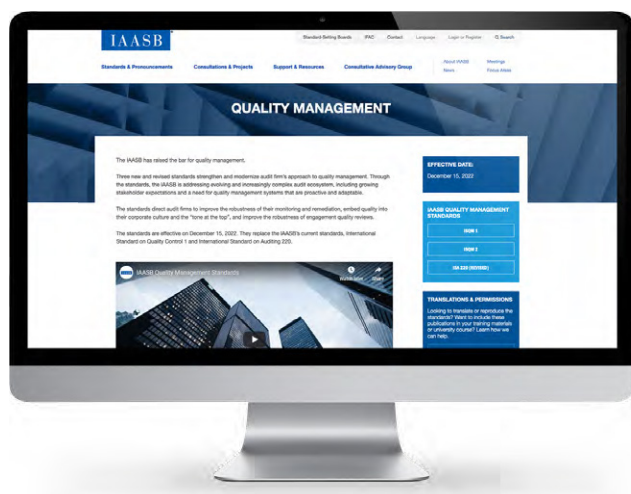 IAASB
Standard-Setting Boards IFAC Contact Language Login or Register Search
Standards & Pronouncements Consultations & Projects Support & Resources Consultative Advisory Group
About IAASB Meetings
News Focus Areas
QUALITY MANAGEMENT
The IAASB has raised the bar for quality management.
Three new and revised standards strengthen and modernize audit firm's approach to quality management. Through
the standards, the IAASB is addressing evolving and increasingly complex audit ecosystem, including growing
stakeholder expectations and a need for quality management systems that are proactive and adaptable.
The standards direct audit firms to improve the robustness of their monitoring and remediation, embed quality into
their corporate culture and the "tone at the top", and improve the robustness of engagement quality reviews.
The standards are effective on December 15, 2022. They replace the IAASB's current standards, International
Standard on Quality Control 1 and International Standard on Auditing 220.
IAASB Quality Management Standards
Watch later Share
EFFECTIVE DATE:
December 15, 2022
IAASB QUALITY MANAGEMENT
STANDARDS
ISQM 1
ISQM 2
ISA 220 (REVISED)
TRANSLATIONS & PERMISSIONS
Looking to translate or reproduce the
standards? Want to include these
publications in your training materials
or university course? Learn how we
can help.